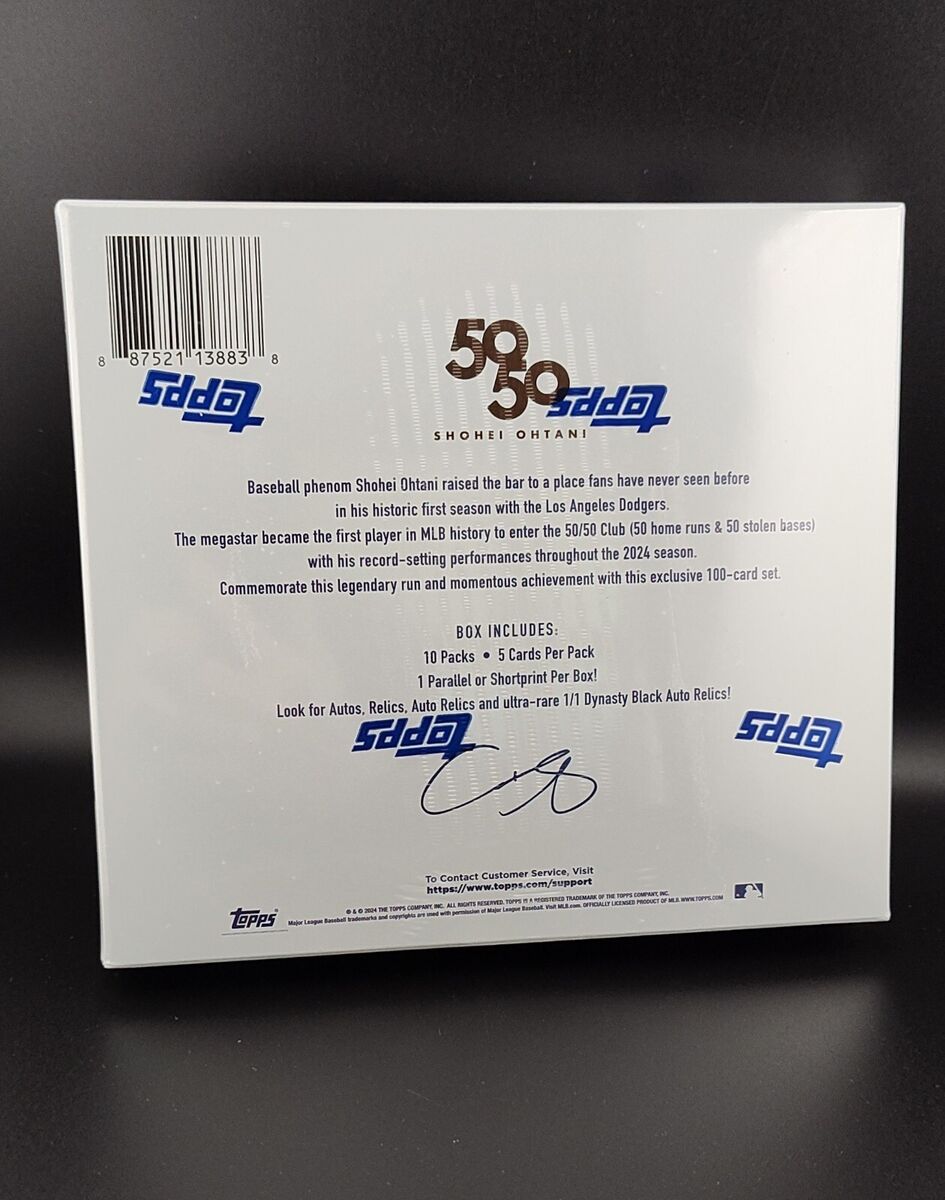 8 87521 13883 8
Topps
50
50
Topps
SHOHEI OHTANI
Baseball phenom Shohei Ohtani raised the bar to a place fans have never seen before
in his historic first season with the Los Angeles Dodgers.
The megastar became the first player in MLB history to enter the 50/50 Club (50 home runs & 50 stolen bases)
with his record-setting performances throughout the 2024 season.
Commemorate this legendary run and momentous achievement with this exclusive 100-card set.
BOX INCLUDES:
10 Packs • 5 Cards Per Pack
1 Parallel or Shortprint Per Box!
Look for Autos, Relics, Auto Relics and ultra-rare 1/1 Dynasty Black Auto Relics!
Topps
Topps
To Contact Customer Service, Visit
https://www.topps.com/support
Topps
® & © 2024 THE TOPPS COMPANY, INC. ALL RIGHTS RESERVED. TOPPS IS A REGISTERED TRADEMARK OF THE TOPPS COMPANY, INC.
Major League Baseball trademarks and copyrights are used with permission of Major League Baseball. Visit MLB.com. OFFICIALLY LICENSED PRODUCT OF MLB. WWW.TOPPS.COM